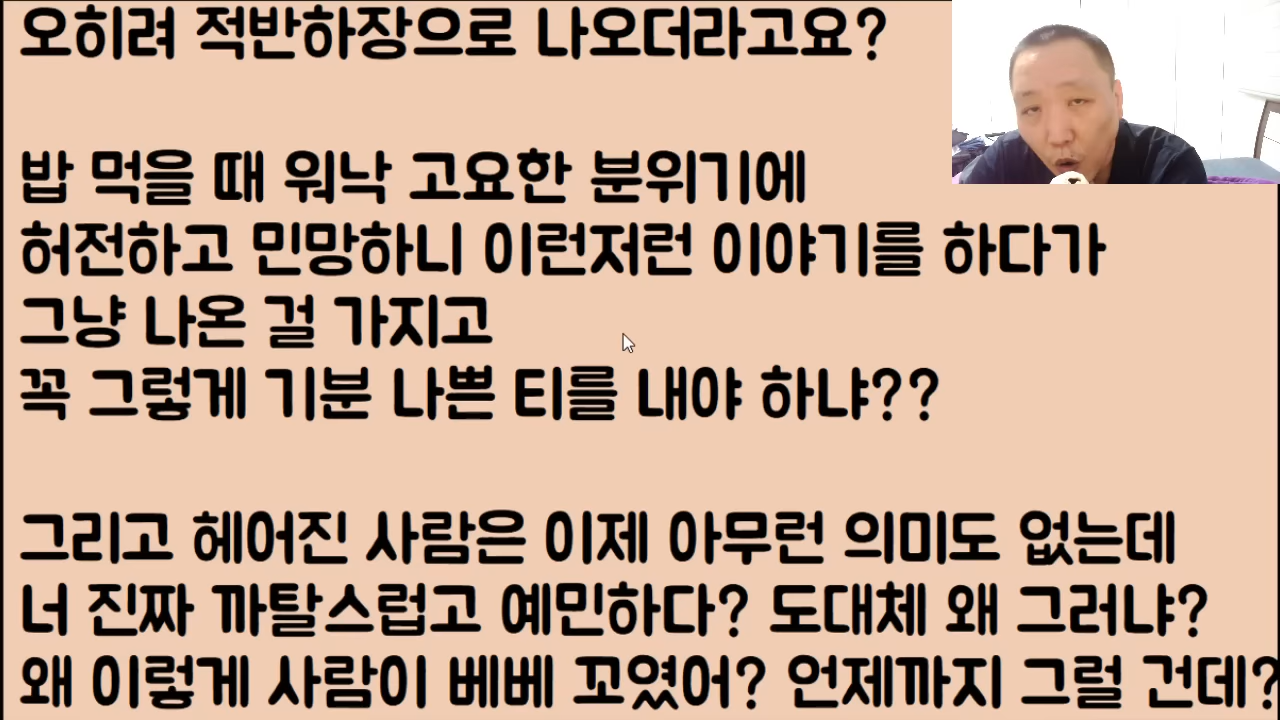 오히려 적반하장으로 나오더라고요?
밥 먹을 때 워낙 고요한 분위기에
허전하고 민망하니 이런저런 이야기를 하다가
그냥 나온 걸 가지고
꼭 그렇게 기분 나쁜 티를 내야 하냐??
그리고 헤어진 사람은 이제 아무런 의미도 없는데
너 진짜 까탈스럽고 예민하다? 도대체 왜 그러냐?
왜 이렇게 사람이 베베 꼬였어? 언제까지 그럴 건데?